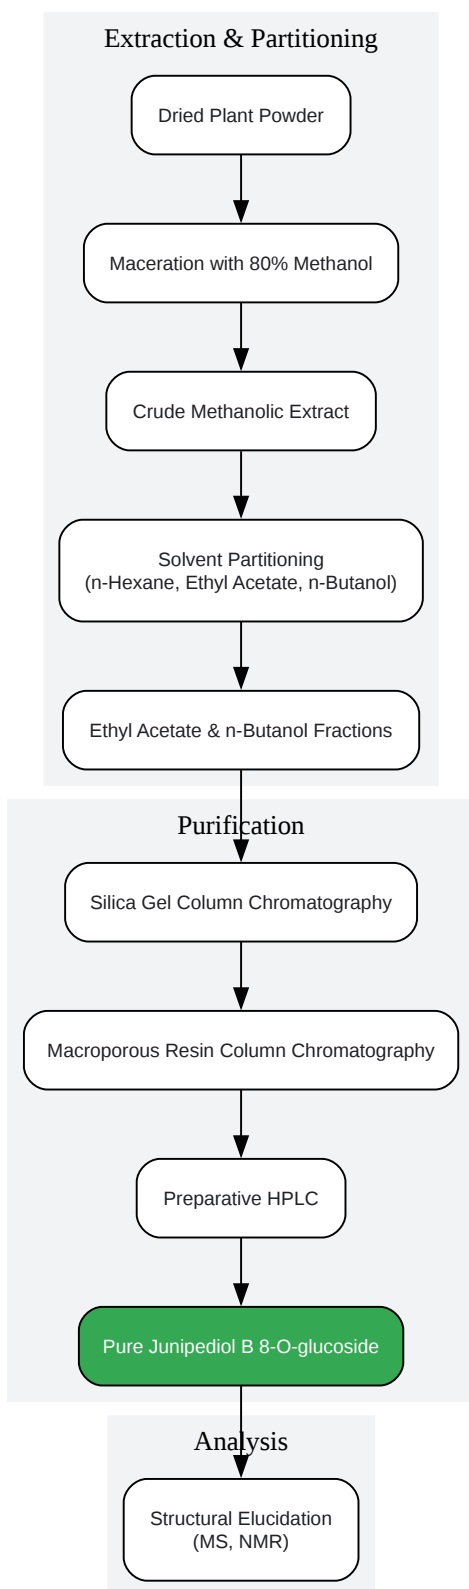 Extraction & Partitioning
Dried Plant Powder
Maceration with 80% Methanol
Crude Methanolic Extract
Solvent Partitioning
(n-Hexane, Ethyl Acetate, n-Butanol)
Ethyl Acetate & n-Butanol Fractions
Purification
Silica Gel Column Chromatography
Macroporous Resin Column Chromatography
Preparative HPLC
Pure Junipediol B 8-O-glucoside
Analysis
Structural Elucidation
(MS, NMR)